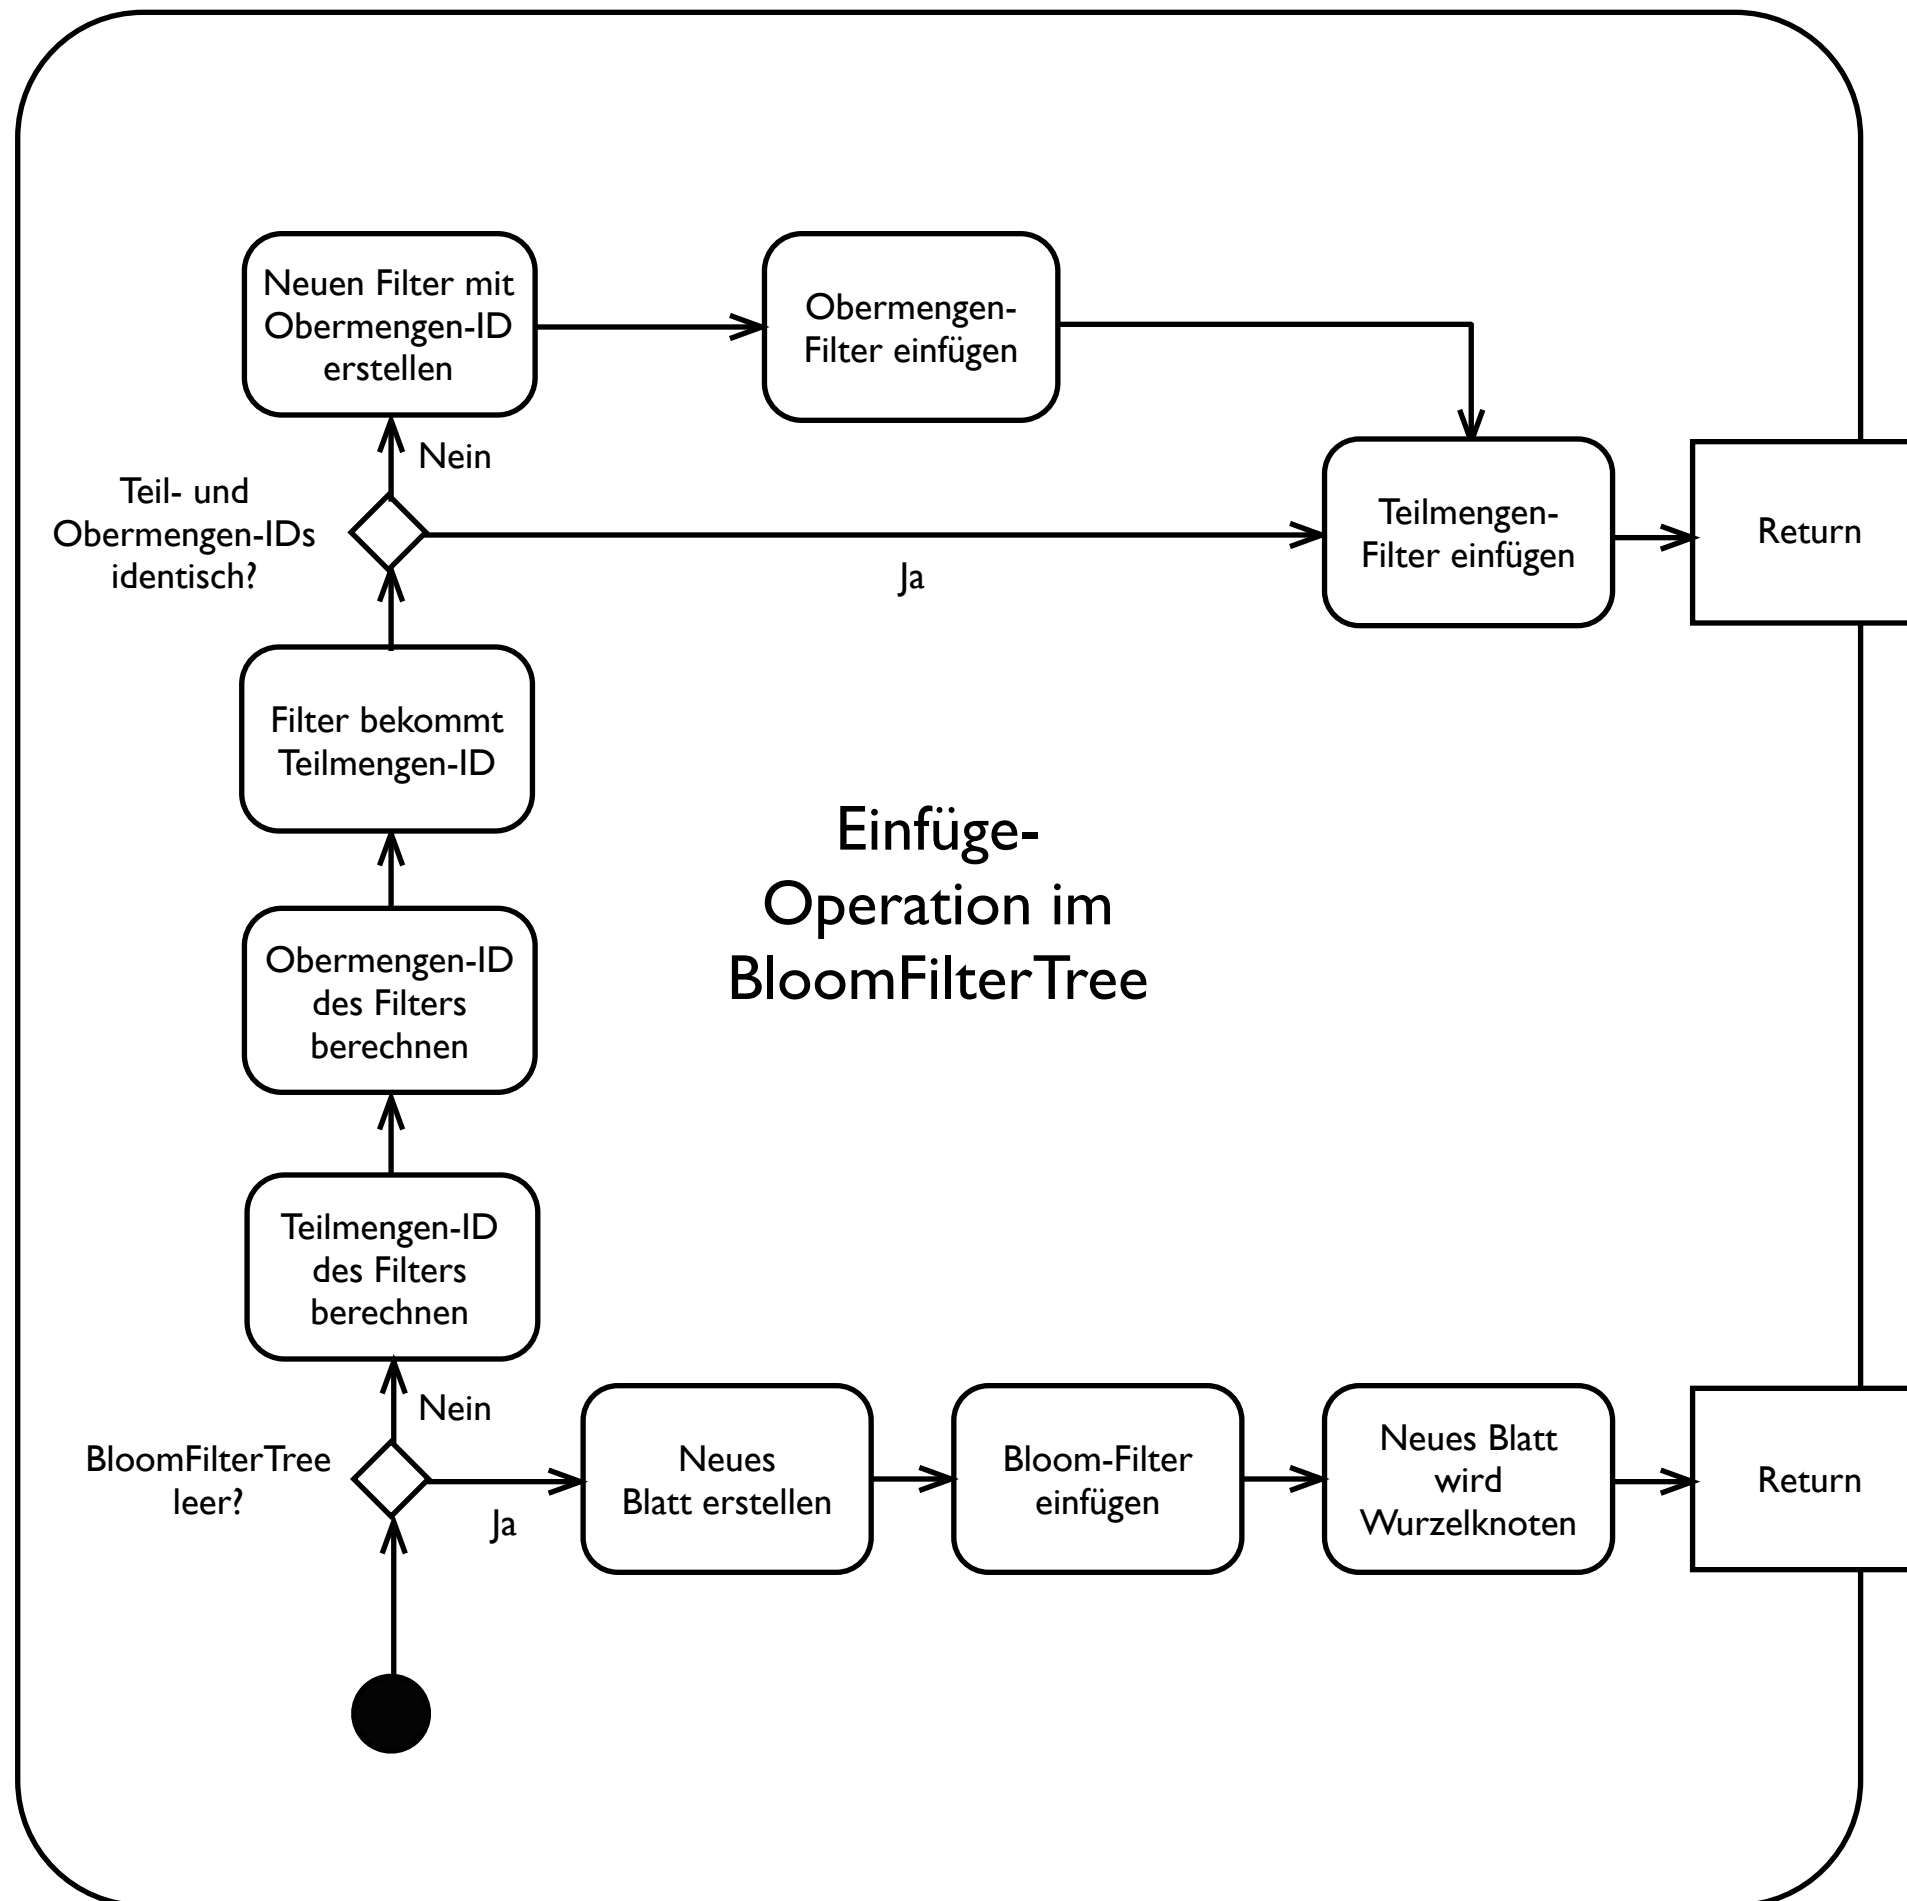 Neuen Filter mit
Obermengen-ID
erstellen
Obermengen-
Filter einfügen
Nein
Teil- und
Obermengen-IDs
identisch?
Ja
Teilmengen-
Filter einfügen
Return
Filter bekommt
Teilmengen-ID
Einfüge-
Operation im
BloomFilterTree
Obermengen-ID
des Filters
berechnen
Teilmengen-ID
des Filters
berechnen
Nein
BloomFilterTree
leer?
Ja
Neues
Blatt erstellen
Bloom-Filter
einfügen
Neues Blatt
wird
Wurzelknoten
Return